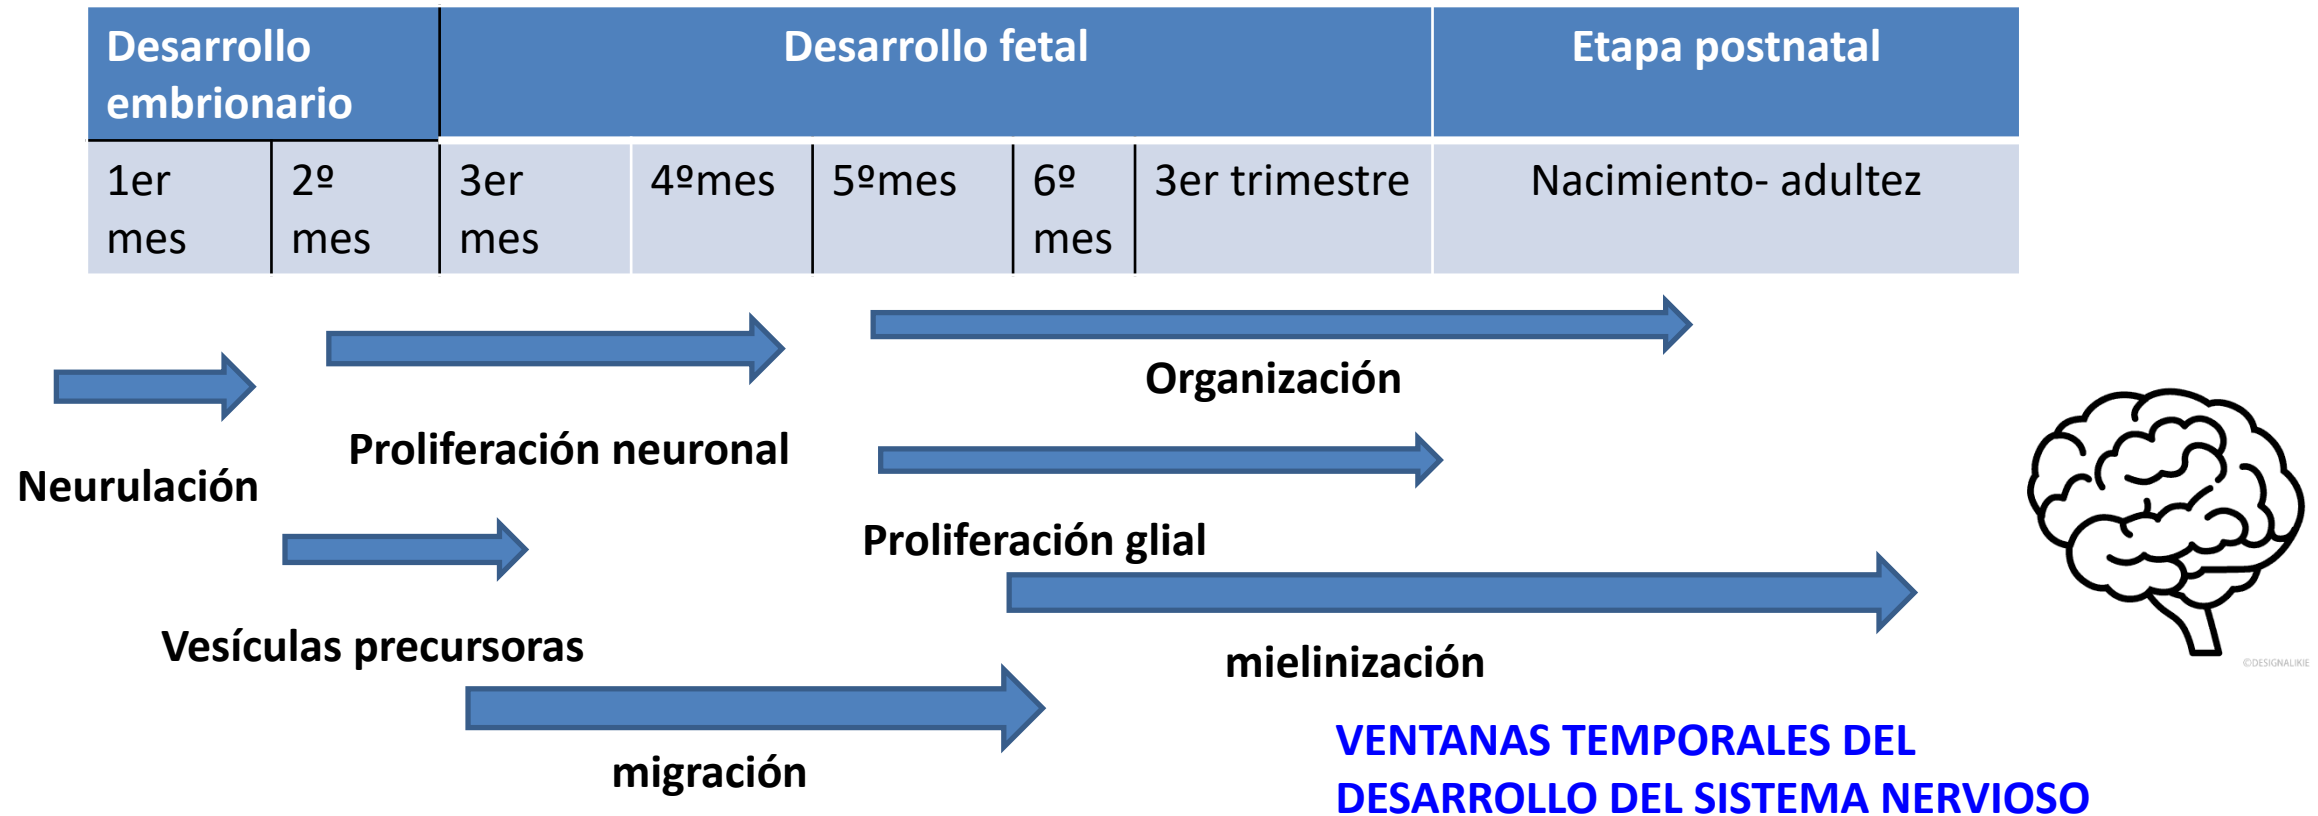 Desarrollo
embrionario
Desarrollo fetal
Etapa postnatal
1er
mes
2º
mes
3er
mes
4ºmes
5ºmes
6º
mes
3er trimestre
Nacimiento- adultez
Organización
Proliferación neuronal
Neurulación
Proliferación glial
Vesículas precursoras
mielinización
migración
©DESIGNALIKIE
VENTANAS TEMPORALES DEL
DESARROLLO DEL SISTEMA NERVIOSO